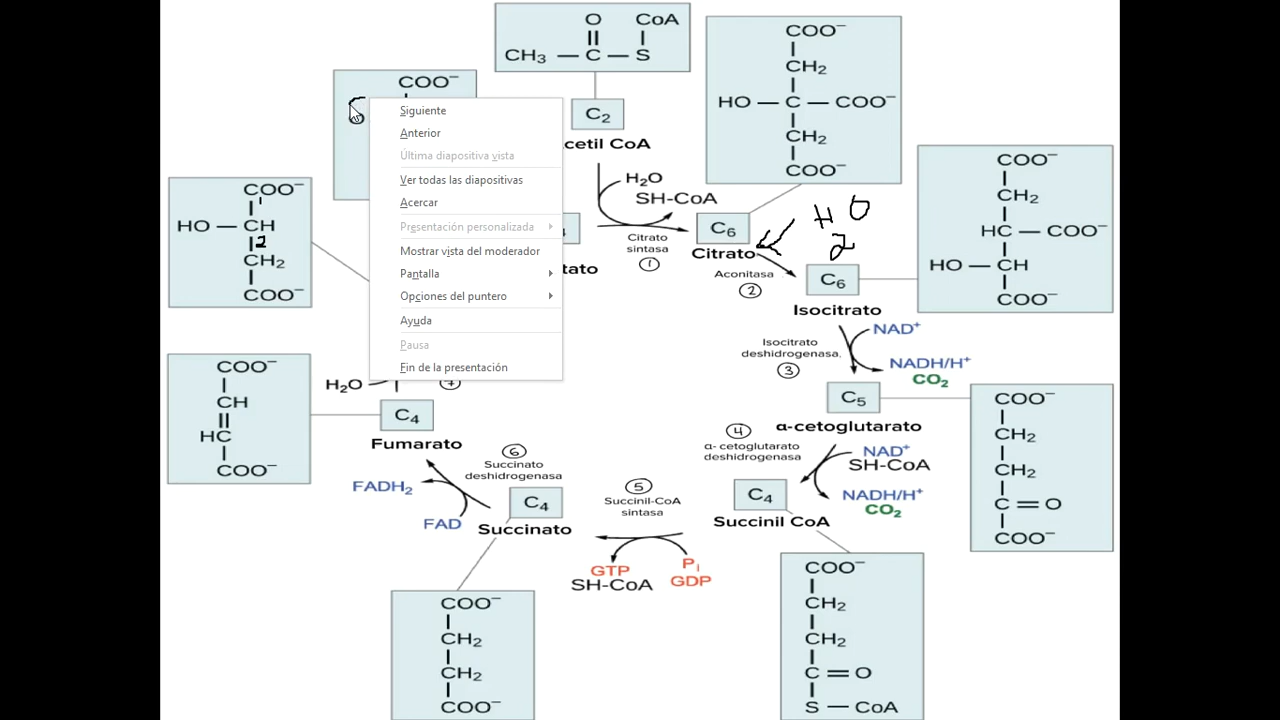 O CoA
||
CH₃ — C — S
C₂
cetil CoA
COO⁻
CH₂
HO — C — COO⁻
CH₂
COO⁻
COO⁻
Siguiente
Anterior
Última diapositiva vista
Ver todas las diapositivas
Acercar
Presentación personalizada
Mostrar vista del moderador
Pantalla
Opciones del puntero
Ayuda
Pausa
Fin de la presentación
H₂O
SH-CoA
Citrato
sintasa
1
C₆
Citrato
H O
2
tato
COO⁻
1
HO — CH
2
CH₂
COO⁻
Aconitasa
2
C₆
Isocitrato
COO⁻
CH₂
HC — COO⁻
HO — CH
COO⁻
Isocitrato
deshidrogenasa.
3
NAD⁺
NADH/H⁺
CO₂
C₅
α-cetoglutarato
COO⁻
CH₂
CH₂
C = O
COO⁻
4
α- cetoglutarato
deshidrogenasa
NAD⁺
SH-CoA
NADH/H⁺
CO₂
C₄
Succinil CoA
COO⁻
CH₂
CH₂
C = O
S — CoA
5
Succinil-CoA
sintasa
GTP
SH-CoA
Pᵢ
GDP
C₄
Succinato
COO⁻
CH₂
CH₂
COO⁻
6
Succinato
deshidrogenasa
FADH₂
FAD
H₂O
C₄
Fumarato
COO⁻
CH
||
HC
COO⁻